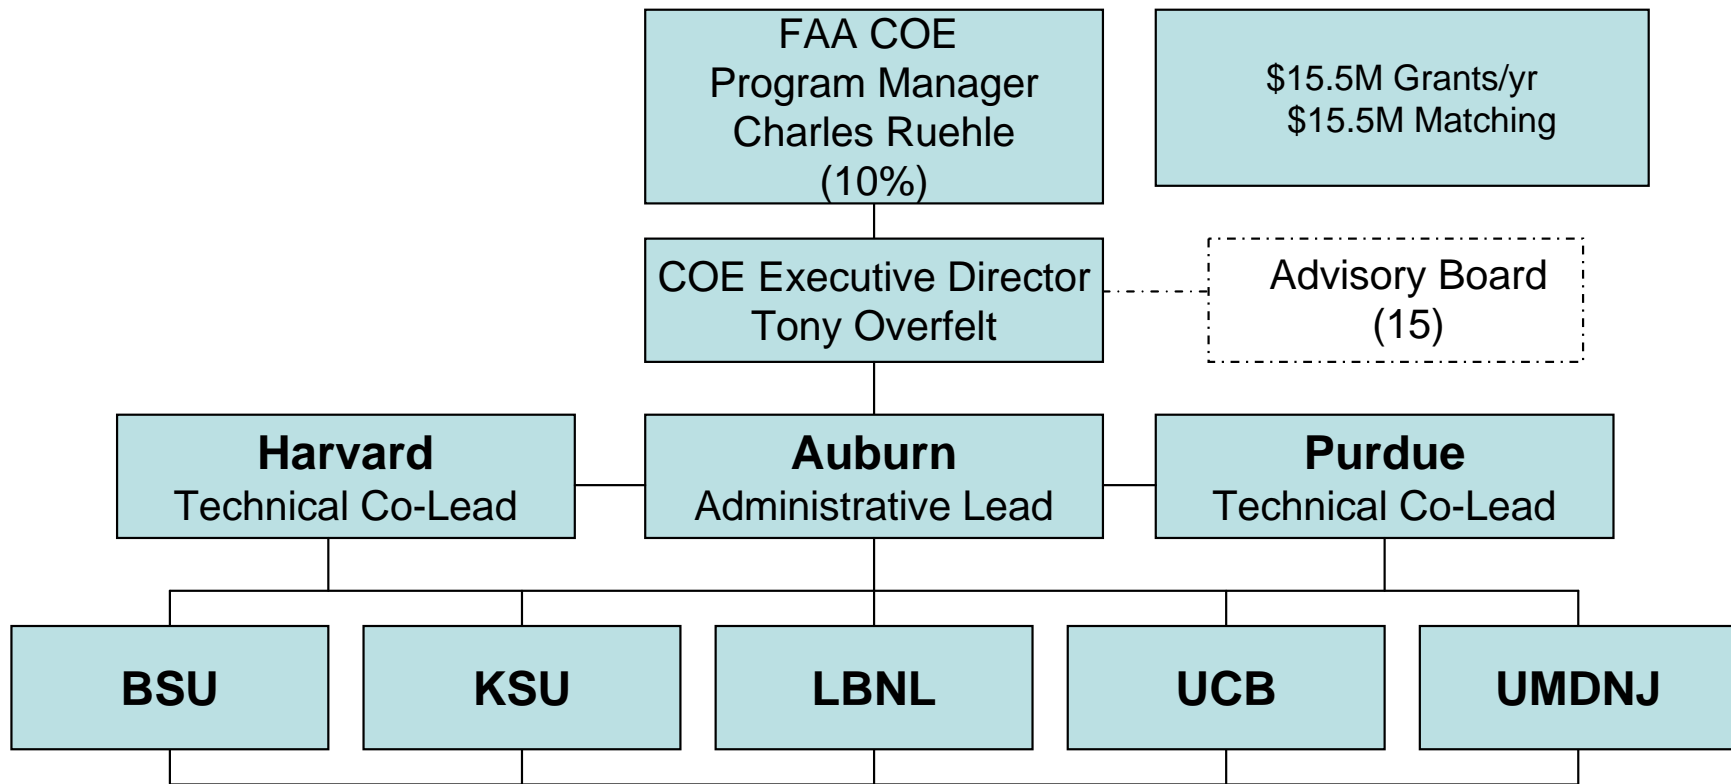 FAA COE
Program Manager
Charles Ruehle
(10%)
$15.5M Grants/yr
$15.5M Matching
COE Executive Director
Tony Overfelt
Advisory Board
(15)
Harvard
Technical Co-Lead
Auburn
Administrative Lead
Purdue
Technical Co-Lead
BSU
KSU
LBNL
UCB
UMDNJ